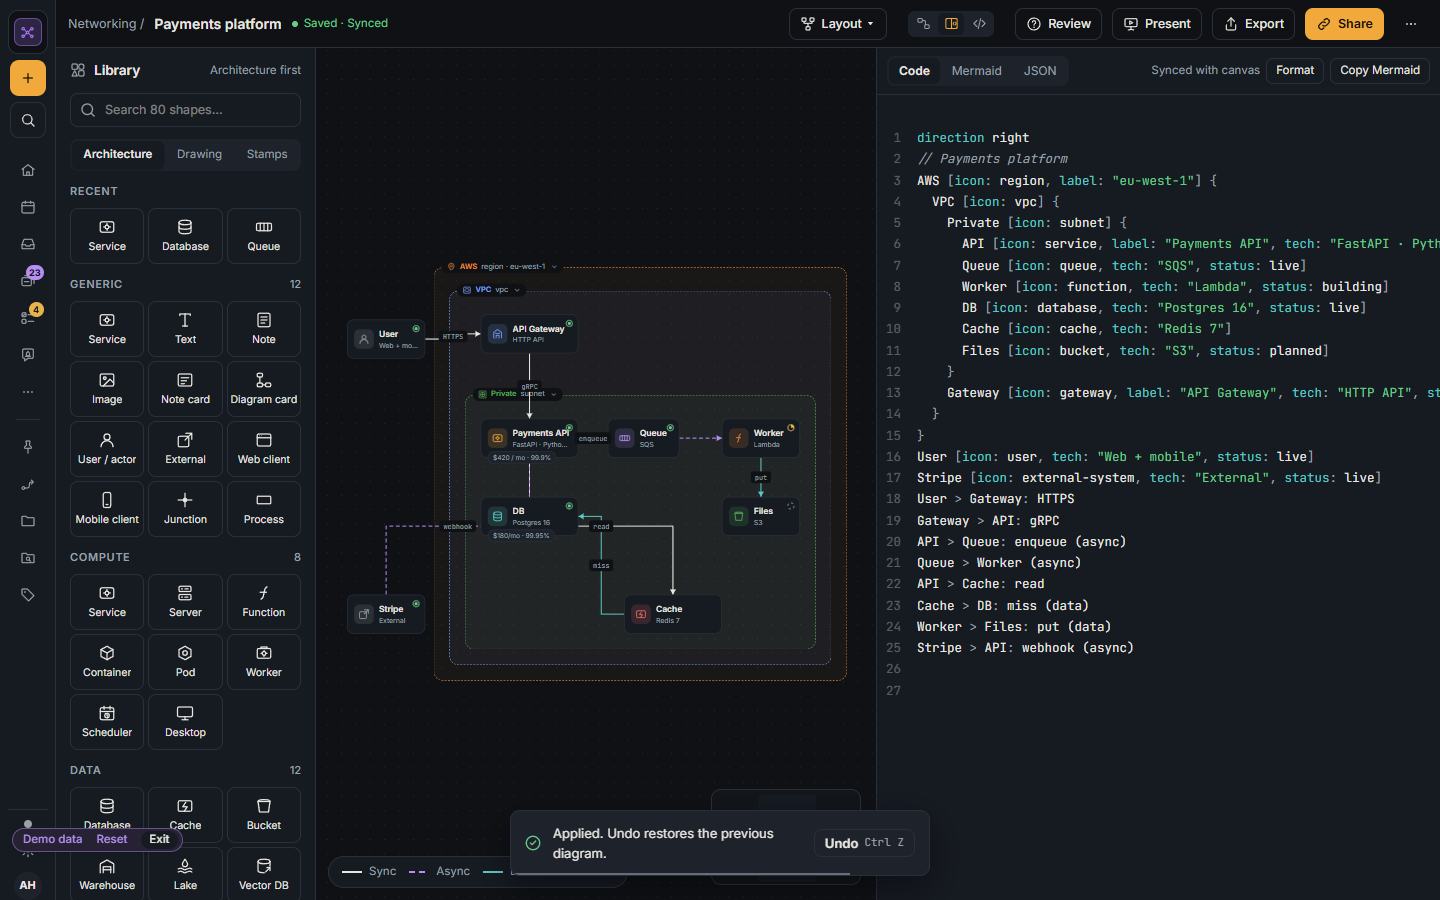 Networking / Payments platform Saved · Synced
Layout
Review
Present
Export
Share
23
4
Demo data Reset Exit
AH
Library Architecture first
Search 80 shapes...
Architecture Drawing Stamps
RECENT
Service Database Queue
GENERIC 12
Service Text Note
Image Note card Diagram card
User / actor External Web client
Mobile client Junction Process
COMPUTE 8
Service Server Function
Container Pod Worker
Scheduler Desktop
DATA 12
Database Cache Bucket
Warehouse Lake Vector DB
AWS region · eu-west-1
VPC vpc
User
Web + mo...
HTTPS
API Gateway
HTTP API
gRPC
Private subnet
Payments API
FastAPI · Pytho...
$420 / mo · 99.9%
enqueue
Queue
SQS
Worker
Lambda
put
DB
Postgres 16
$180/mo · 99.95%
webhook
read
Files
S3
miss
Stripe
External
Cache
Redis 7
Sync Async
Applied. Undo restores the previous
diagram.
Undo Ctrl Z
Code Mermaid JSON
Synced with canvas Format Copy Mermaid
1 direction right
2 // Payments platform
3 AWS [icon: region, label: "eu-west-1"] {
4 VPC [icon: vpc] {
5 Private [icon: subnet] {
6 API [icon: service, label: "Payments API", tech: "FastAPI · Pyth
7 Queue [icon: queue, tech: "SQS", status: live]
8 Worker [icon: function, tech: "Lambda", status: building]
9 DB [icon: database, tech: "Postgres 16", status: live]
10 Cache [icon: cache, tech: "Redis 7"]
11 Files [icon: bucket, tech: "S3", status: planned]
12 }
13 Gateway [icon: gateway, label: "API Gateway", tech: "HTTP API", st
14 }
15 }
16 User [icon: user, tech: "Web + mobile", status: live]
17 Stripe [icon: external-system, tech: "External", status: live]
18 User > Gateway: HTTPS
19 Gateway > API: gRPC
20 API > Queue: enqueue (async)
21 Queue > Worker (async)
22 API > Cache: read
23 Cache > DB: miss (data)
24 Worker > Files: put (data)
25 Stripe > API: webhook (async)
26
27